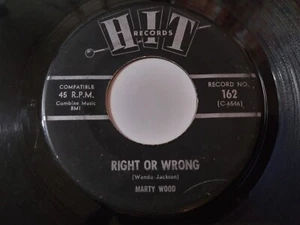 HIT
RECORDS
COMPATIBLE
45 R.P.M.
Combine Music
BMI
RECORD NO.
162
[C-6546]
RIGHT OR WRONG
(Wanda Jackson)
MARTY WOOD